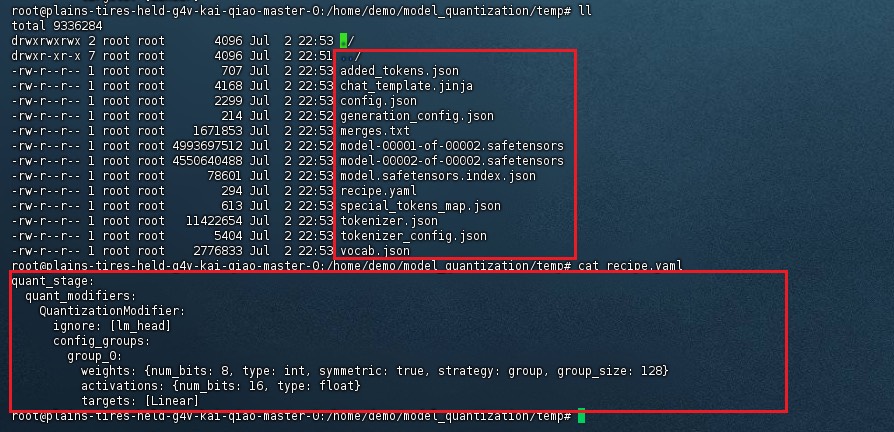 root@plains-tires-held-g4v-kai-qiao-master-0:/home/demo/model_quantization/temp# ll
total 9336284
drwxrwxrwx 2 root root 4096 Jul 2 22:53 ./
drwxr-xr-x 7 root root 4096 Jul 2 22:51 ../
-rw-r--r-- 1 root root 707 Jul 2 22:53 added_tokens.json
-rw-r--r-- 1 root root 4168 Jul 2 22:53 chat_template.jinja
-rw-r--r-- 1 root root 2299 Jul 2 22:53 config.json
-rw-r--r-- 1 root root 214 Jul 2 22:52 generation_config.json
-rw-r--r-- 1 root root 1671853 Jul 2 22:53 merges.txt
-rw-r--r-- 1 root root 4993697512 Jul 2 22:52 model-00001-of-00002.safetensors
-rw-r--r-- 1 root root 4550640488 Jul 2 22:53 model-00002-of-00002.safetensors
-rw-r--r-- 1 root root 78601 Jul 2 22:53 model.safetensors.index.json
-rw-r--r-- 1 root root 294 Jul 2 22:53 recipe.yaml
-rw-r--r-- 1 root root 613 Jul 2 22:53 special_tokens_map.json
-rw-r--r-- 1 root root 11422654 Jul 2 22:53 tokenizer.json
-rw-r--r-- 1 root root 5404 Jul 2 22:53 tokenizer_config.json
-rw-r--r-- 1 root root 2776833 Jul 2 22:53 vocab.json
root@plains-tires-held-g4v-kai-qiao-master-0:/home/demo/model_quantization/temp# cat recipe.yaml
quant_stage:
  quant_modifiers:
    QuantizationModifier:
      ignore: [lm_head]
      config_groups:
        group_0:
          weights: {num_bits: 8, type: int, symmetric: true, strategy: group, group_size: 128}
          activations: {num_bits: 16, type: float}
          targets: [Linear]
root@plains-tires-held-g4v-kai-qiao-master-0:/home/demo/model_quantization/temp#